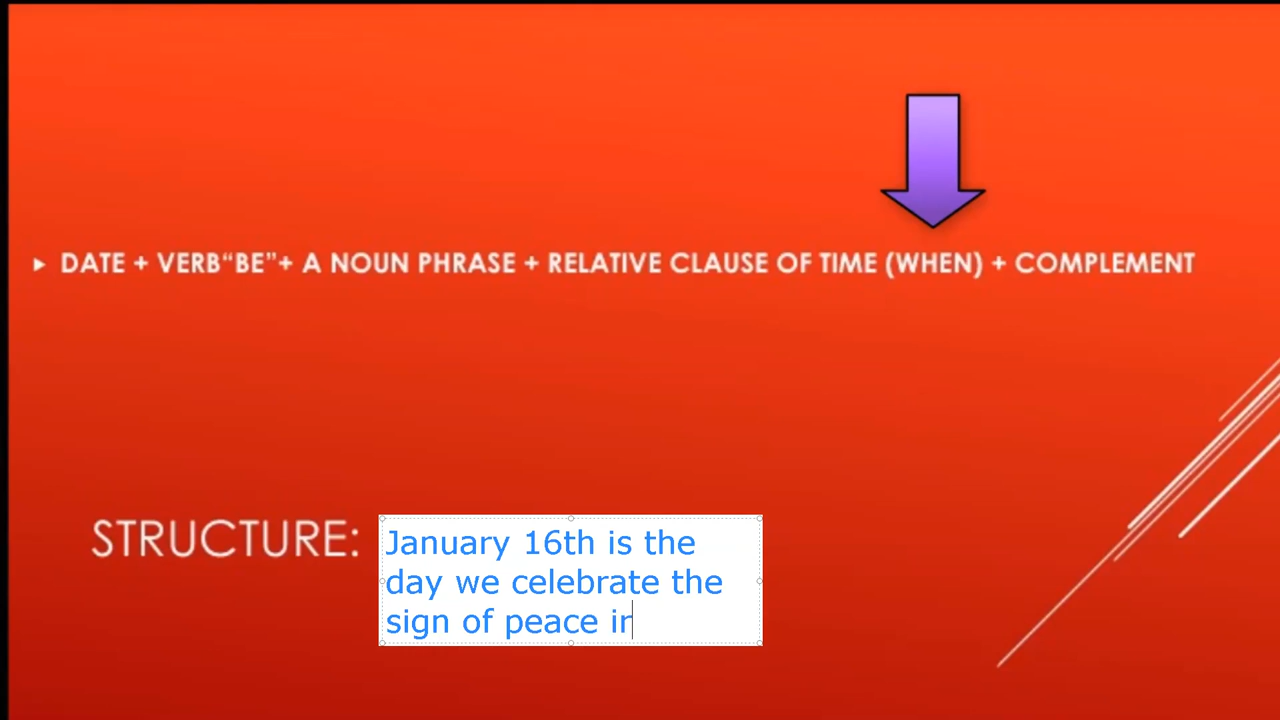 DATE + VERB“BE”+ A NOUN PHRASE + RELATIVE CLAUSE OF TIME (WHEN) + COMPLEMENT
STRUCTURE:
January 16th is the
day we celebrate the
sign of peace in